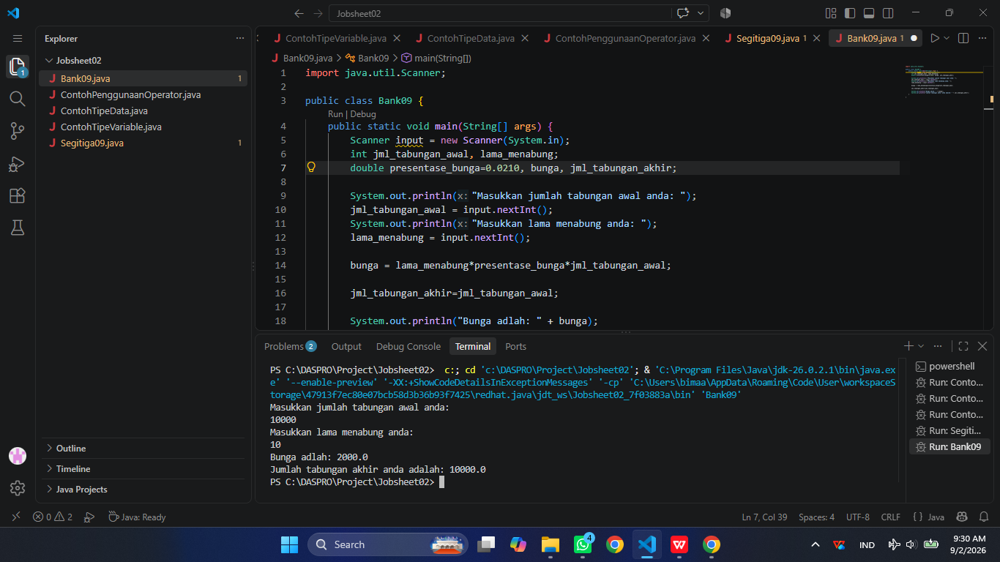 Jobsheet02
Explorer
Jobsheet02
Bank09.java 1
ContohPenggunaanOperator.java
ContohTipeData.java
ContohTipeVariable.java
Segitiga09.java 1
Outline
Timeline
Java Projects
ContohTipeVariable.java
ContohTipeData.java
ContohPenggunaanOperator.java
Segitiga09.java 1
Bank09.java 1
Bank09.java > Bank09 > main(String[])
1 import java.util.Scanner;
2
3 public class Bank09 {
Run | Debug
4 public static void main(String[] args) {
5 Scanner input = new Scanner(System.in);
6 int jml_tabungan_awal, lama_menabung;
7 double presentase_bunga=0.0210, bunga, jml_tabungan_akhir;
8
9 System.out.println(x: "Masukkan jumlah tabungan awal anda: ");
10 jml_tabungan_awal = input.nextInt();
11 System.out.println(x: "Masukkan lama menabung anda: ");
12 lama_menabung = input.nextInt();
13
14 bunga = lama_menabung*presentase_bunga*jml_tabungan_awal;
15
16 jml_tabungan_akhir=jml_tabungan_awal;
17
18 System.out.println("Bunga adlah: " + bunga);
Problems 2 Output Debug Console Terminal Ports
PS C:\DASPRO\Project\Jobsheet02> c:; cd 'c:\DASPRO\Project\Jobsheet02'; & 'C:\Program Files\Java\jdk-26.0.2.1\bin\java.ex
e' '--enable-preview' '-XX:+ShowCodeDetailsInExceptionMessages' '-cp' 'C:\Users\bimaa\AppData\Roaming\Code\User\workspaceS
torage\47913f7ec80e07bcb58d3b36b93f7425\redhat.java\jdt_ws\Jobsheet02_7f03883a\bin' 'Bank09'
Masukkan jumlah tabungan awal anda:
10000
Masukkan lama menabung anda:
10
Bunga adlah: 2000.0
Jumlah tabungan akhir anda adalah: 10000.0
PS C:\DASPRO\Project\Jobsheet02>
powershell
Run: Conto...
Run: Conto...
Run: Conto...
Run: Segiti...
Run: Bank09
0 2 Java: Ready
Ln 7, Col 39 Spaces: 4 UTF-8 CRLF { } Java
Search
4
IND
9:30 AM
9/2/2026